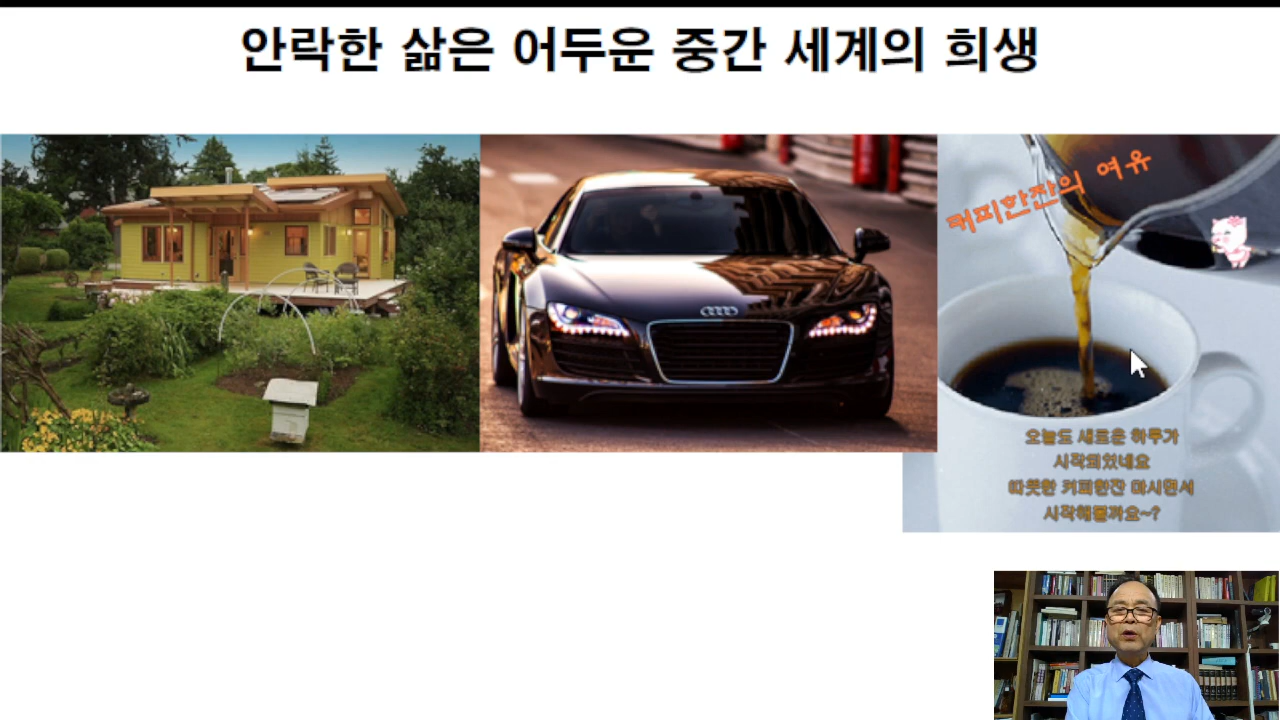 안락한 삶은 어두운 중간 세계의 희생
커피한잔의 여유
오늘도 새로운 하루가
시작되었네요
따뜻한 커피한잔 마시면서
시작해볼까요~?